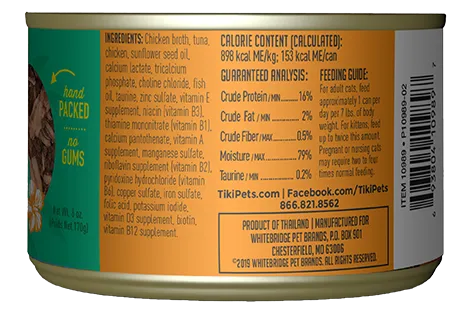 hand
PACKED
no
GUMS
Net Wt. 6 oz
INGREDIENTS: Chicken broth, tuna,
chicken, sunflower seed oil,
calcium lactate, tricalcium
phosphate, choline chloride, fish
oil, taurine, zinc sulfate, vitamin E
supplement, niacin (vitamin B3),
thiamine mononitrate (vitamin B1),
calcium pantothenate, vitamin A
supplement, manganese sulfate,
riboflavin supplement (vitamin B2),
pyridoxine hydrochloride (vitamin
B6), copper sulfate, iron sulfate,
folic acid, potassium iodide,
vitamin D3 supplement, biotin,
vitamin B12 supplement.
CALORIE CONTENT (CALCULATED):
898 kcal ME/kg; 153 kcal ME/can
GUARANTEED ANALYSIS:
Crude Protein/MIN. 16%
Crude Fat/MIN. 2%
Crude Fiber/MAX. 0.5%
Moisture/MAX. 79%
Taurine/MIN. 0.2%
FEEDING GUIDE:
For adult cats, feed
approximately 1 can per
day per 7 lbs. of body
weight. For kittens, feed
up to twice this amount.
Pregnant or nursing cats
may require two to four
times normal feeding.
TikiPets.com | Facebook.com/TikiPets
866.821.8562
PRODUCT OF THAILAND | MANUFACTURED FOR
WHITEBRIDGE PET BRANDS, P.O. BOX 901
CHESTERFIELD, MO 63006
©2019 WHITEBRIDGE PET BRANDS. ALL RIGHTS RESERVED.
ITEM 10989 • P10989-02